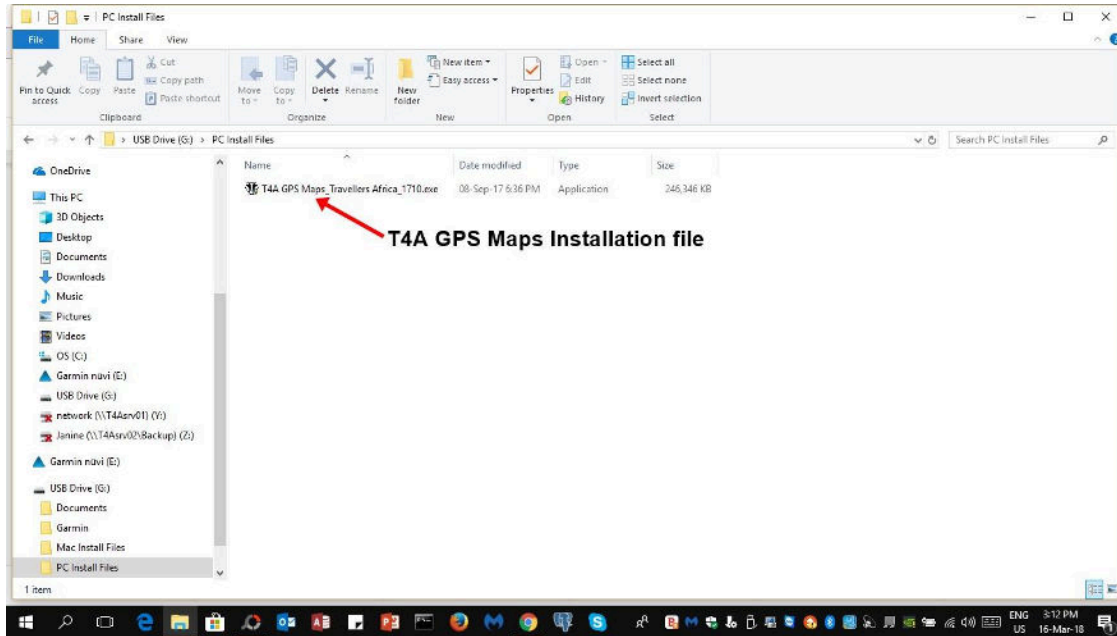 PC Install Files
File Home Share View
Pin to Quick access
Copy
Paste
Cut
Copy path
Paste shortcut
Clipboard
Move to
Copy to
Delete
Rename
Organize
New folder
New item
Easy access
New
Properties
Open
Edit
History
Open
Select all
Select none
Invert selection
Select
USB Drive (G:) > PC Install Files
Search PC Install Files
Name Date modified Type Size
T4A GPS Maps_Travellers Africa_1710.exe 08-Sep-17 6:36 PM Application 246,346 KB
T4A GPS Maps Installation file
OneDrive
This PC
3D Objects
Desktop
Documents
Downloads
Music
Pictures
Videos
OS (C:)
Garmin nüvi (E:)
USB Drive (G:)
network (\\T4Asrv01) (Y:)
Janine (\\T4Asrv02\Backup) (Z:)
Garmin nüvi (E:)
USB Drive (G:)
Documents
Garmin
Mac Install Files
PC Install Files
1 item
ENG 3:12 PM
US 16-Mar-18